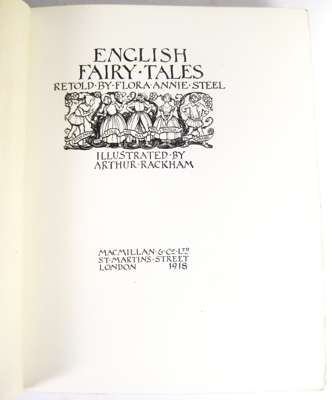 ENGLISH
FAIRY·TALES
RETOLD·BY·FLORA·ANNIE·STEEL
ILLUSTRATED·BY
ARTHUR·RACKHAM
MACMILLAN·&·Co·LTD
ST·MARTIN'S·STREET
LONDON 1918